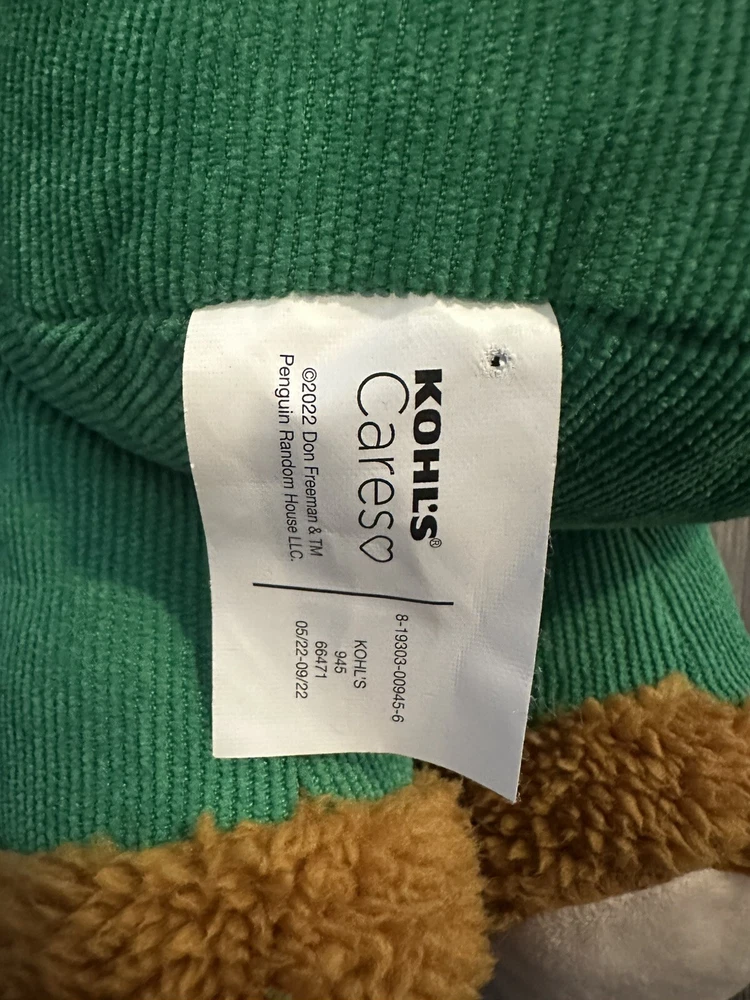 KOHL'S®
Cares♡
©2022 Don Freeman & TM
Penguin Random House LLC.
8-19303-00945-6
KOHL'S
945
66471
05/22-09/22